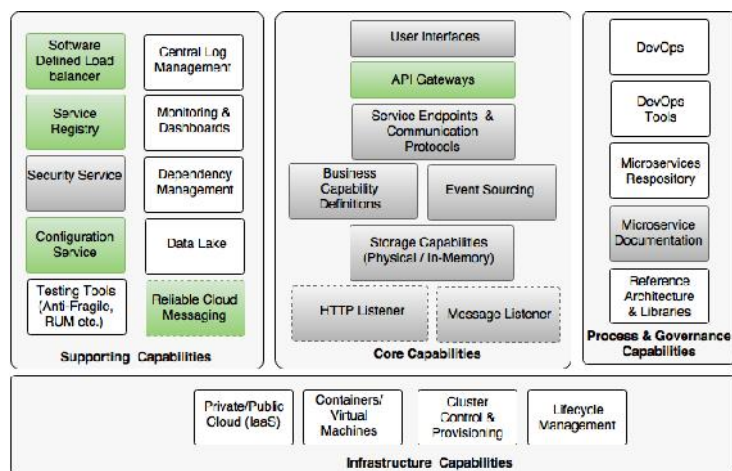 Software
Defined Load
balancer
Central Log
Management
Service
Registry
Monitoring &
Dashboards
Security Service
Dependency
Management
Configuration
Service
Data Lake
Testing Tools
(Anti-Fragile,
RUM etc.)
Reliable Cloud
Messaging
Supporting Capabilities
User Interfaces
API Gateways
Service Endpoints &
Communication
Protocols
Business
Capability
Definitions
Event Sourcing
Storage Capabilities
(Physical / In-Memory)
HTTP Listener
Message Listener
Core Capabilities
DevOps
DevOps
Tools
Microservices
Respository
Microservice
Documentation
Reference
Architecture
& Libraries
Process & Governance
Capabilities
Private/Public
Cloud (IaaS)
Containers/
Virtual
Machines
Cluster
Control &
Provisioning
Lifecycle
Management
Infrastructure Capabilities